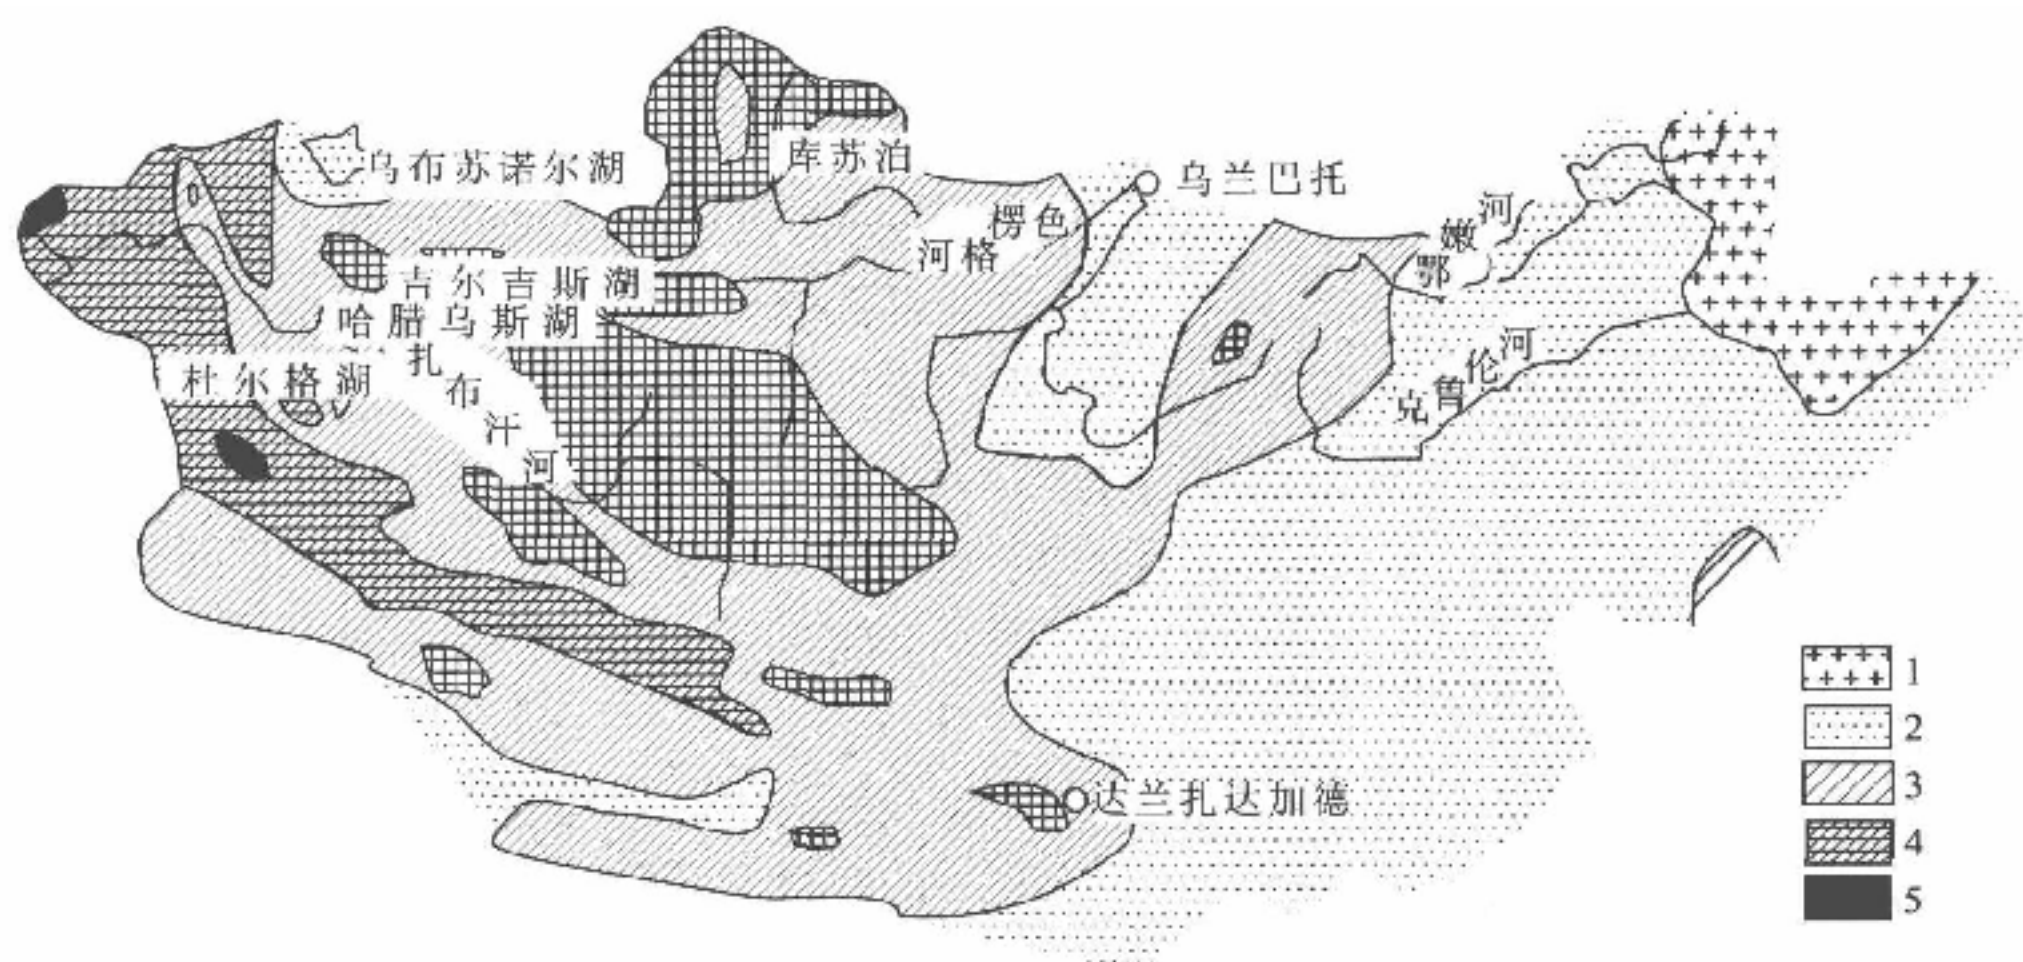 乌布苏诺尔湖
库苏泊
乌兰巴托
楞色
河格
鄂嫩河
吉尔吉斯湖
哈腊乌斯湖
杜尔格湖
扎布汗河
克鲁伦河
达兰扎达加德
1
2
3
4
5